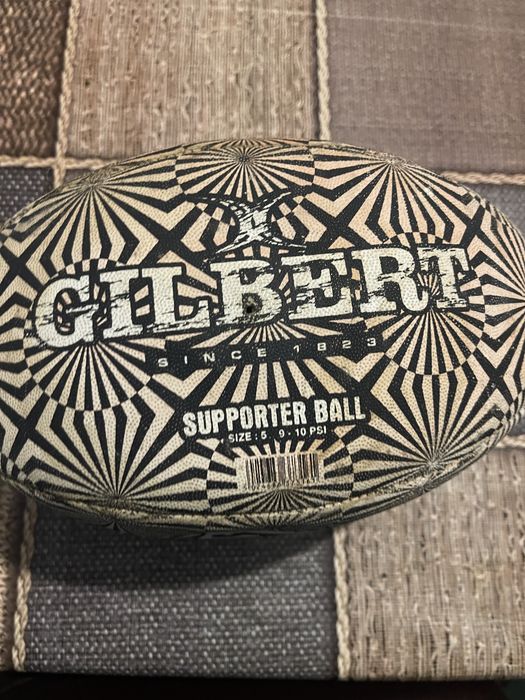 GILBERT
SINCE 1823
SUPPORTER BALL
SIZE : 5. 9 - 10 PSI